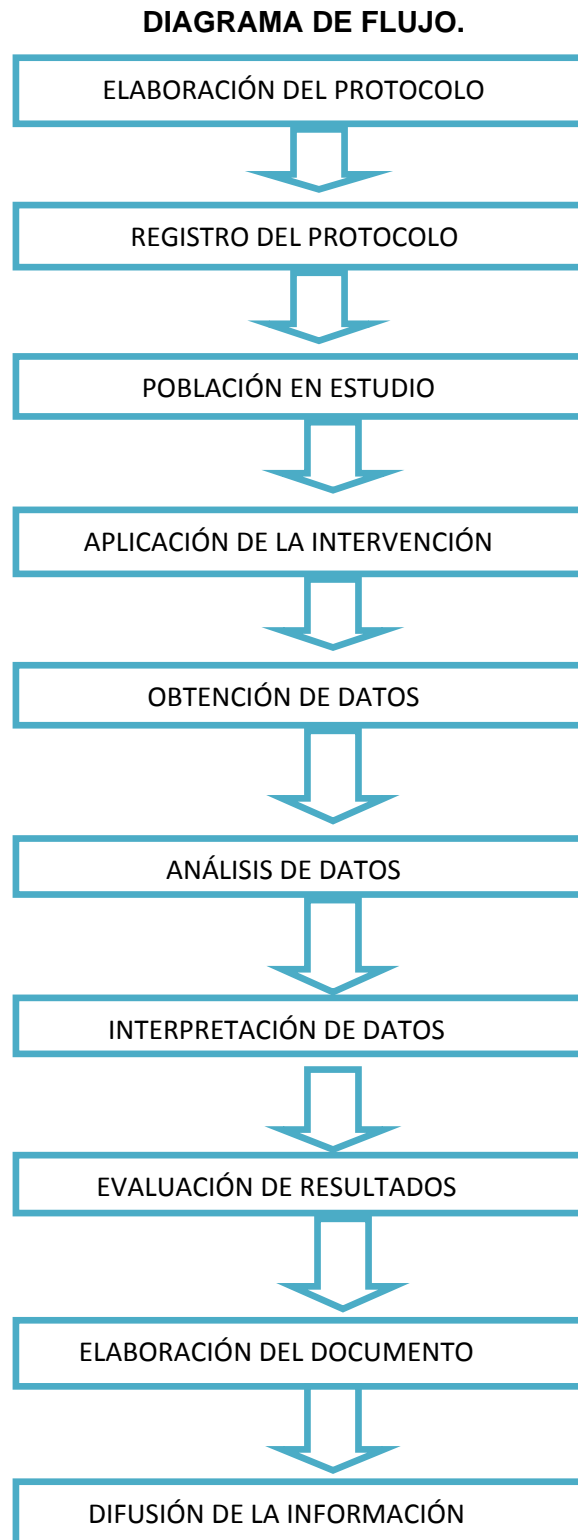 DIAGRAMA DE FLUJO.
ELABORACIÓN DEL PROTOCOLO
REGISTRO DEL PROTOCOLO
POBLACIÓN EN ESTUDIO
APLICACIÓN DE LA INTERVENCIÓN
OBTENCIÓN DE DATOS
ANÁLISIS DE DATOS
INTERPRETACIÓN DE DATOS
EVALUACIÓN DE RESULTADOS
ELABORACIÓN DEL DOCUMENTO
DIFUSIÓN DE LA INFORMACIÓN